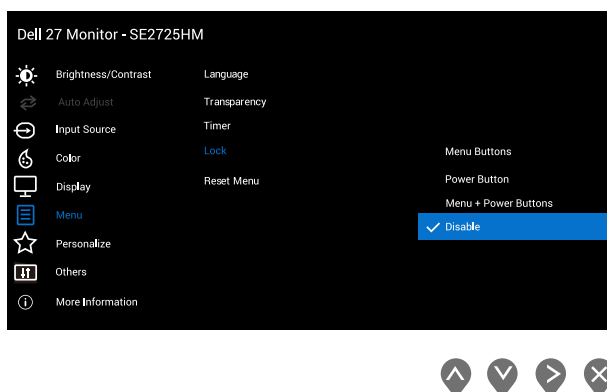 Dell 27 Monitor - SE2725HM
Brightness/Contrast
Auto Adjust
Input Source
Color
Display
Menu
Personalize
Others
More Information
Language
Transparency
Timer
Lock
Reset Menu
Menu Buttons
Power Button
Menu + Power Buttons
Disable